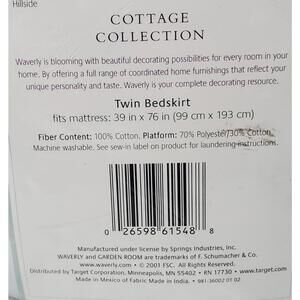 Hillside
COTTAGE
COLLECTION
Waverly is blooming with beautiful decorating possibilities for every room in your
home. By offering a full range of coordinated home furnishings that reflect your
unique personality and taste. Waverly is your complete decorating resource.
Twin Bedskirt
fits mattress: 39 in x 76 in (99 cm x 193 cm)
Fiber Content: 100% Cotton. Platform: 70% Polyester/30% Cotton.
Machine washable. See sew-in label on product for laundering instructions.
0 26598 61548 8
Manufactured under license by Springs Industries, Inc.
WAVERLY and GARDEN ROOM are trademarks of F. Schumacher & Co.
www.waverly.com • © 2001 FSC. All Rights Reserved.
Distributed by Target Corporation, Minneapolis, MN 55402 • RN 17730 • www.target.com
Made in Mexico of Fabric Made in India. • 981-36002 0T 02